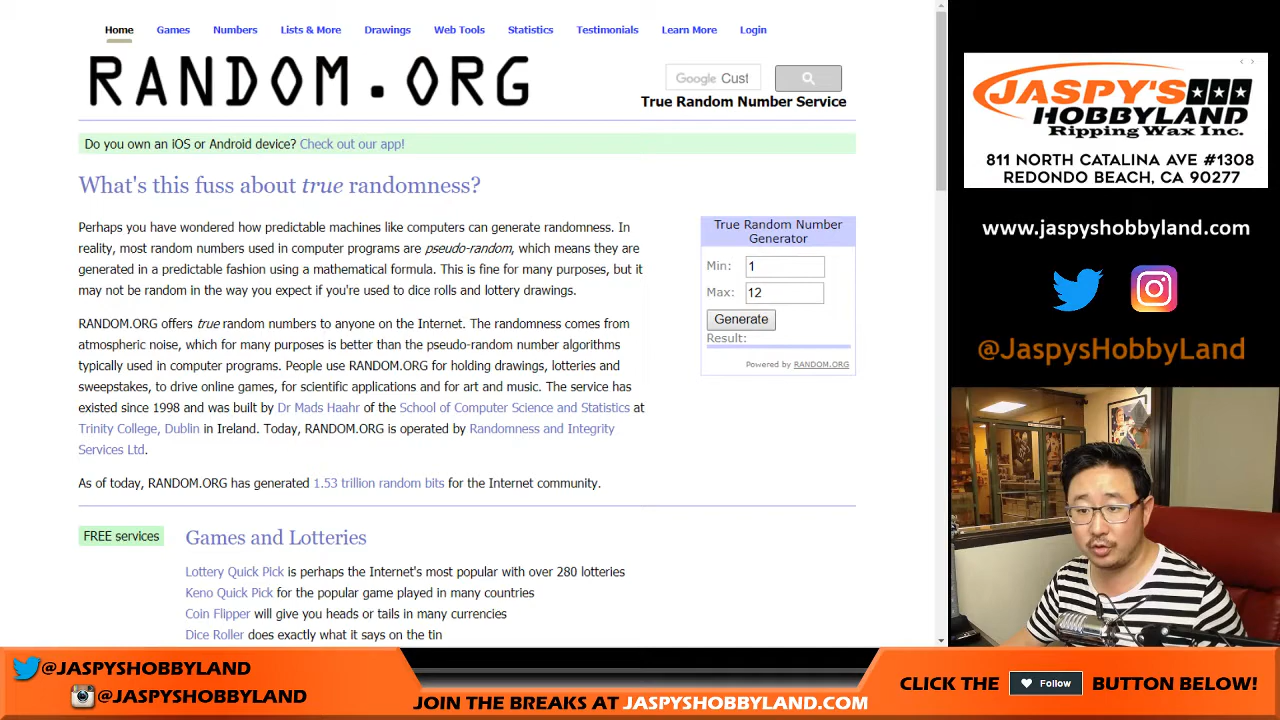 Home Games Numbers Lists & More Drawings Web Tools Statistics Testimonials Learn More Login
RANDOM.ORG
Google Cust
True Random Number Service
Do you own an iOS or Android device? Check out our app!
What's this fuss about true randomness?
Perhaps you have wondered how predictable machines like computers can generate randomness. In
reality, most random numbers used in computer programs are pseudo-random, which means they are
generated in a predictable fashion using a mathematical formula. This is fine for many purposes, but it
may not be random in the way you expect if you're used to dice rolls and lottery drawings.
RANDOM.ORG offers true random numbers to anyone on the Internet. The randomness comes from
atmospheric noise, which for many purposes is better than the pseudo-random number algorithms
typically used in computer programs. People use RANDOM.ORG for holding drawings, lotteries and
sweepstakes, to drive online games, for scientific applications and for art and music. The service has
existed since 1998 and was built by Dr Mads Haahr of the School of Computer Science and Statistics at
Trinity College, Dublin in Ireland. Today, RANDOM.ORG is operated by Randomness and Integrity
Services Ltd.
As of today, RANDOM.ORG has generated 1.53 trillion random bits for the Internet community.
True Random Number
Generator
Min: 1
Max: 12
Generate
Result:
Powered by RANDOM.ORG
FREE services
Games and Lotteries
Lottery Quick Pick is perhaps the Internet's most popular with over 280 lotteries
Keno Quick Pick for the popular game played in many countries
Coin Flipper will give you heads or tails in many currencies
Dice Roller does exactly what it says on the tin
JASPY'S
HOBBYLAND
Ripping Wax Inc.
811 NORTH CATALINA AVE #1308
REDONDO BEACH, CA 90277
www.jaspyshobbyland.com
@JaspysHobbyLand
@JASPYSHOBBYLAND
@JASPYSHOBBYLAND
JOIN THE BREAKS AT JASPYSHOBBYLAND.COM
CLICK THE Follow BUTTON BELOW!